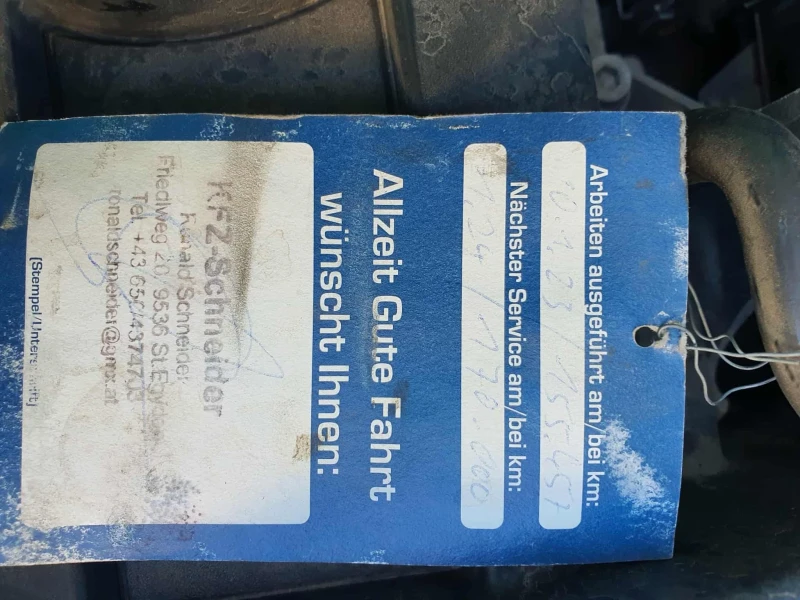 Arbeiten ausgeführt am/bei km:
10.1.23 / 155.457
Nächster Service am/bei km:
1.24 / 170.000
Allzeit Gute Fahrt
wünscht Ihnen:
KFZ-Schneider
Ronald Schneider
Friedlweg 20, 9536 St.Egyden
Tel. +43 650/4374703
ronaldschneider@gmx.at
(Stempel/Unterschrift)